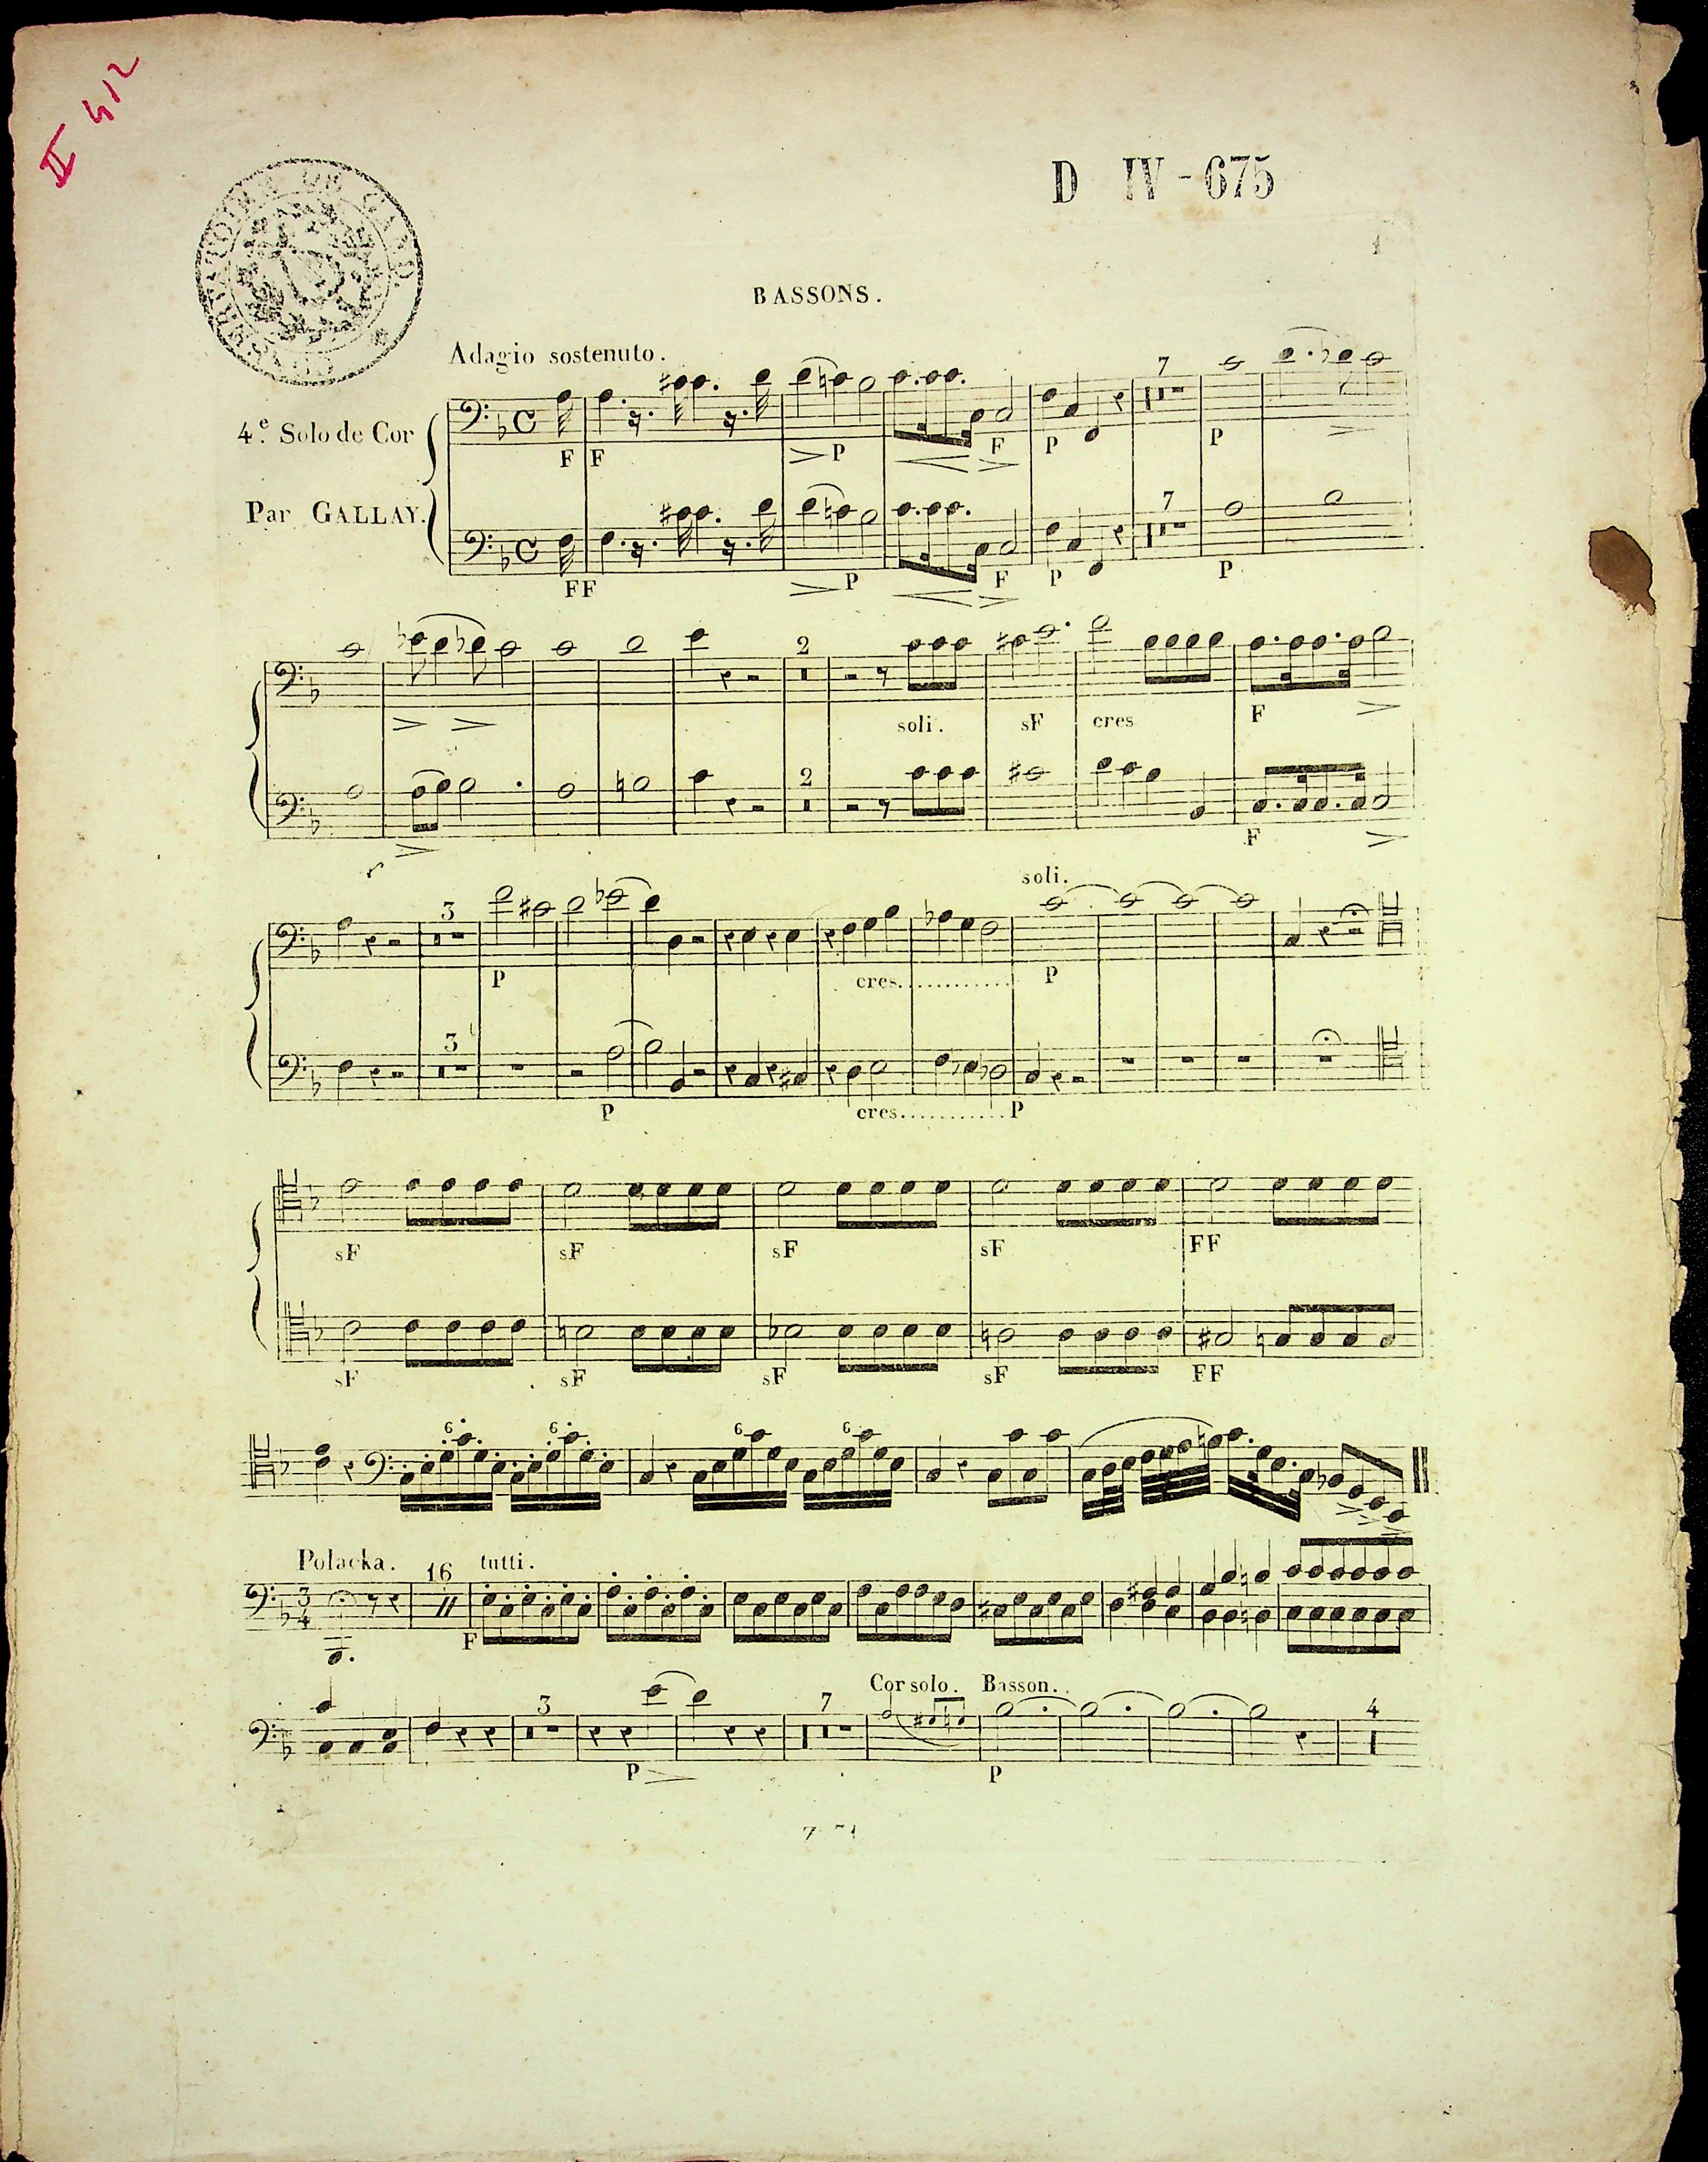 II 412
CONSERVATOIRE DE GAND
D IV - 675
1
BASSONS.
Adagio sostenuto.
4.e Solo de Cor
Par GALLAY.
7
F F > P < F > P P >
7
FF > P < F > P P
2
> > soli. sF cres F >
2
> F >
soli.
3
P cres............ P
3
P cres........... P
sF sF sF sF FF
sF sF sF sF FF
6 6 6 6
Polacka. 16 tutti.
3
4
F
3 7 Cor solo. Basson. 4
P > P